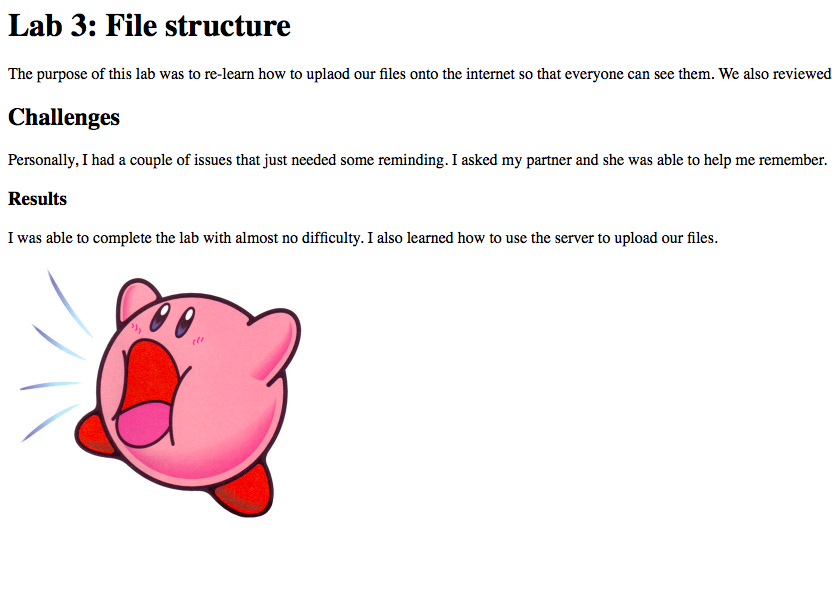 Lab 3: File structure
The purpose of this lab was to re-learn how to uplaod our files onto the internet so that everyone can see them. We also reviewed
Challenges
Personally, I had a couple of issues that just needed some reminding. I asked my partner and she was able to help me remember.
Results
I was able to complete the lab with almost no difficulty. I also learned how to use the server to upload our files.